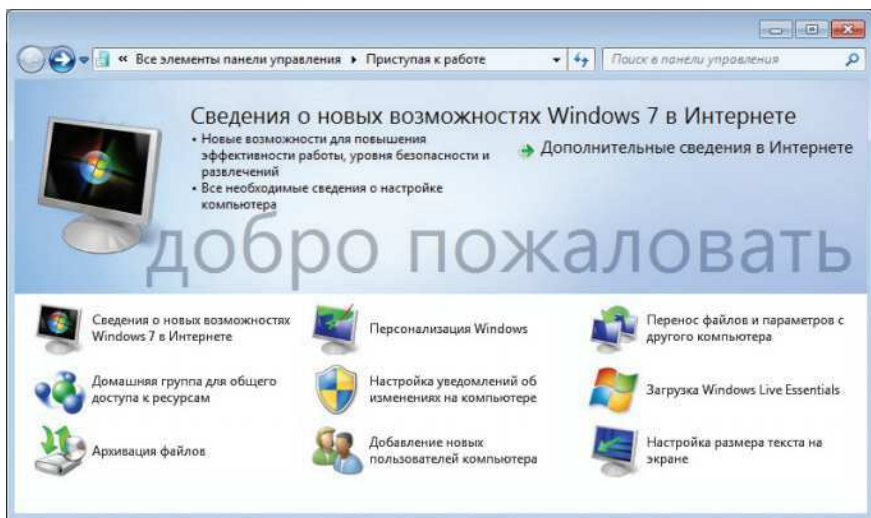 « Все элементы панели управления ▸ Приступая к работе
Поиск в панели управления
Сведения о новых возможностях Windows 7 в Интернете
• Новые возможности для повышения
эффективности работы, уровня безопасности и
развлечений
• Все необходимые сведения о настройке
компьютера
Дополнительные сведения в Интернете
добро пожаловать
Сведения о новых возможностях
Windows 7 в Интернете
Персонализация Windows
Перенос файлов и параметров с
другого компьютера
Домашняя группа для общего
доступа к ресурсам
Настройка уведомлений об
изменениях на компьютере
Загрузка Windows Live Essentials
Архивация файлов
Добавление новых
пользователей компьютера
Настройка размера текста на
экране